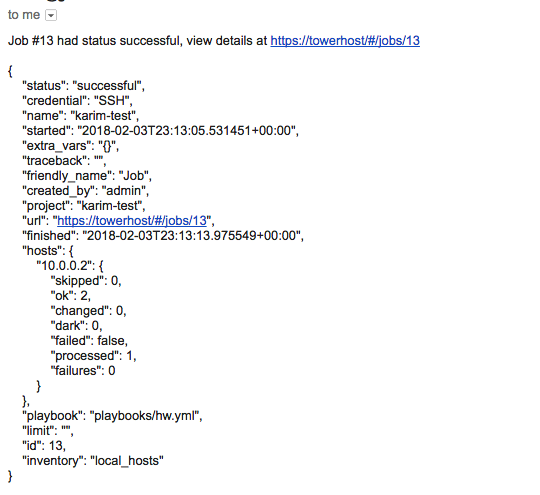 to me
Job #13 had status successful, view details at https://towerhost/#/jobs/13
{
"status": "successful",
"credential": "SSH",
"name": "karim-test",
"started": "2018-02-03T23:13:05.531451+00:00",
"extra_vars": "{}",
"traceback": "",
"friendly_name": "Job",
"created_by": "admin",
"project": "karim-test",
"url": "https://towerhost/#/jobs/13",
"finished": "2018-02-03T23:13:13.975549+00:00",
"hosts": {
"10.0.0.2": {
"skipped": 0,
"ok": 2,
"changed": 0,
"dark": 0,
"failed": false,
"processed": 1,
"failures": 0
}
},
"playbook": "playbooks/hw.yml",
"limit": "",
"id": 13,
"inventory": "local_hosts"
}